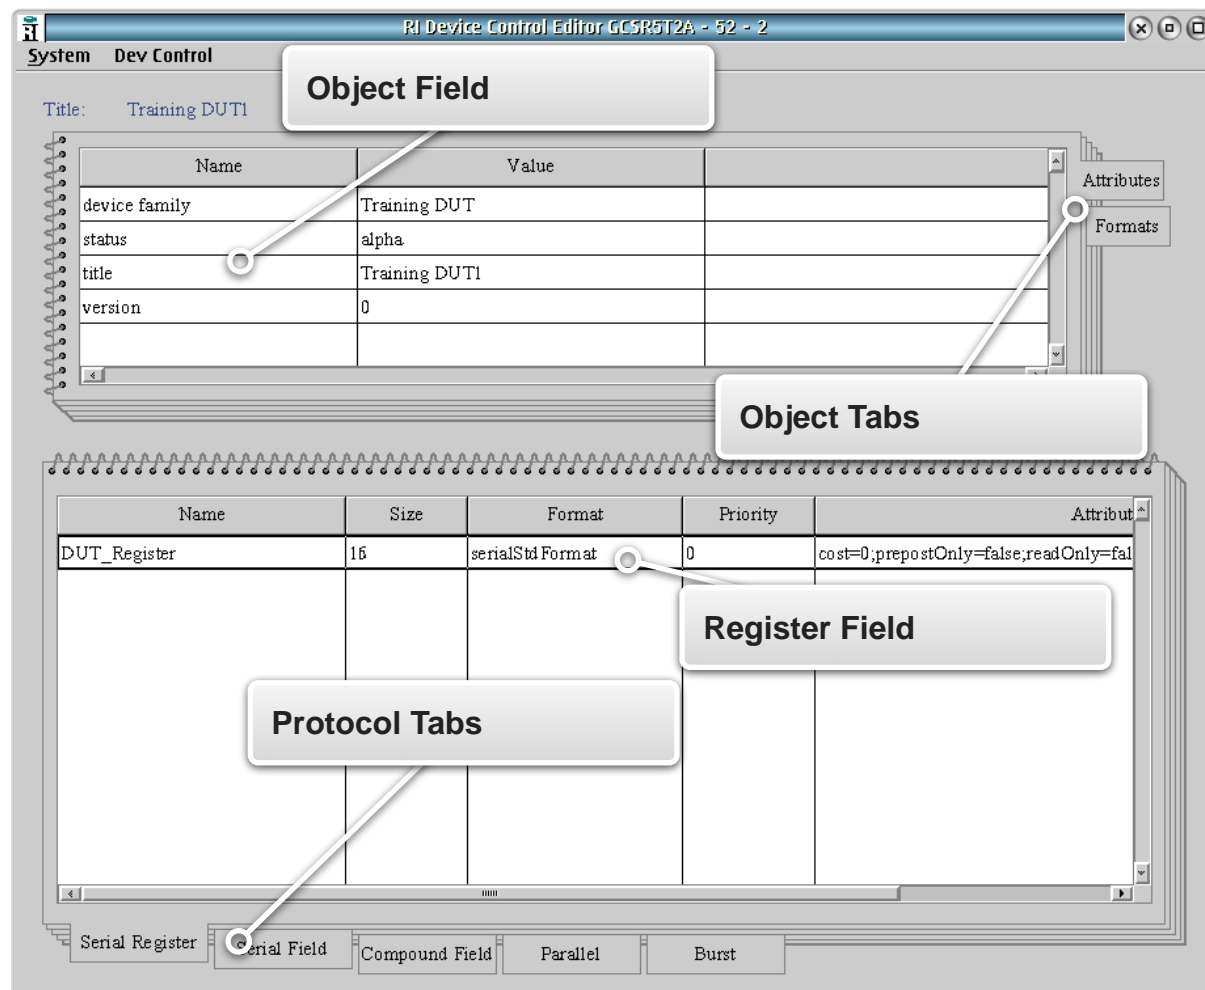 RI
RI Device Control Editor GCSR5T2A - 52 - 2
System Dev Control
Object Field
Title: Training DUT1
Name Value
Attributes
device family Training DUT
Formats
status alpha
title Training DUT1
version 0
Object Tabs
Name Size Format Priority Attribut
DUT_Register 16 serialStdFormat 0 cost=0;prepostOnly=false;readOnly=fal
Register Field
Protocol Tabs
Serial Register Serial Field Compound Field Parallel Burst